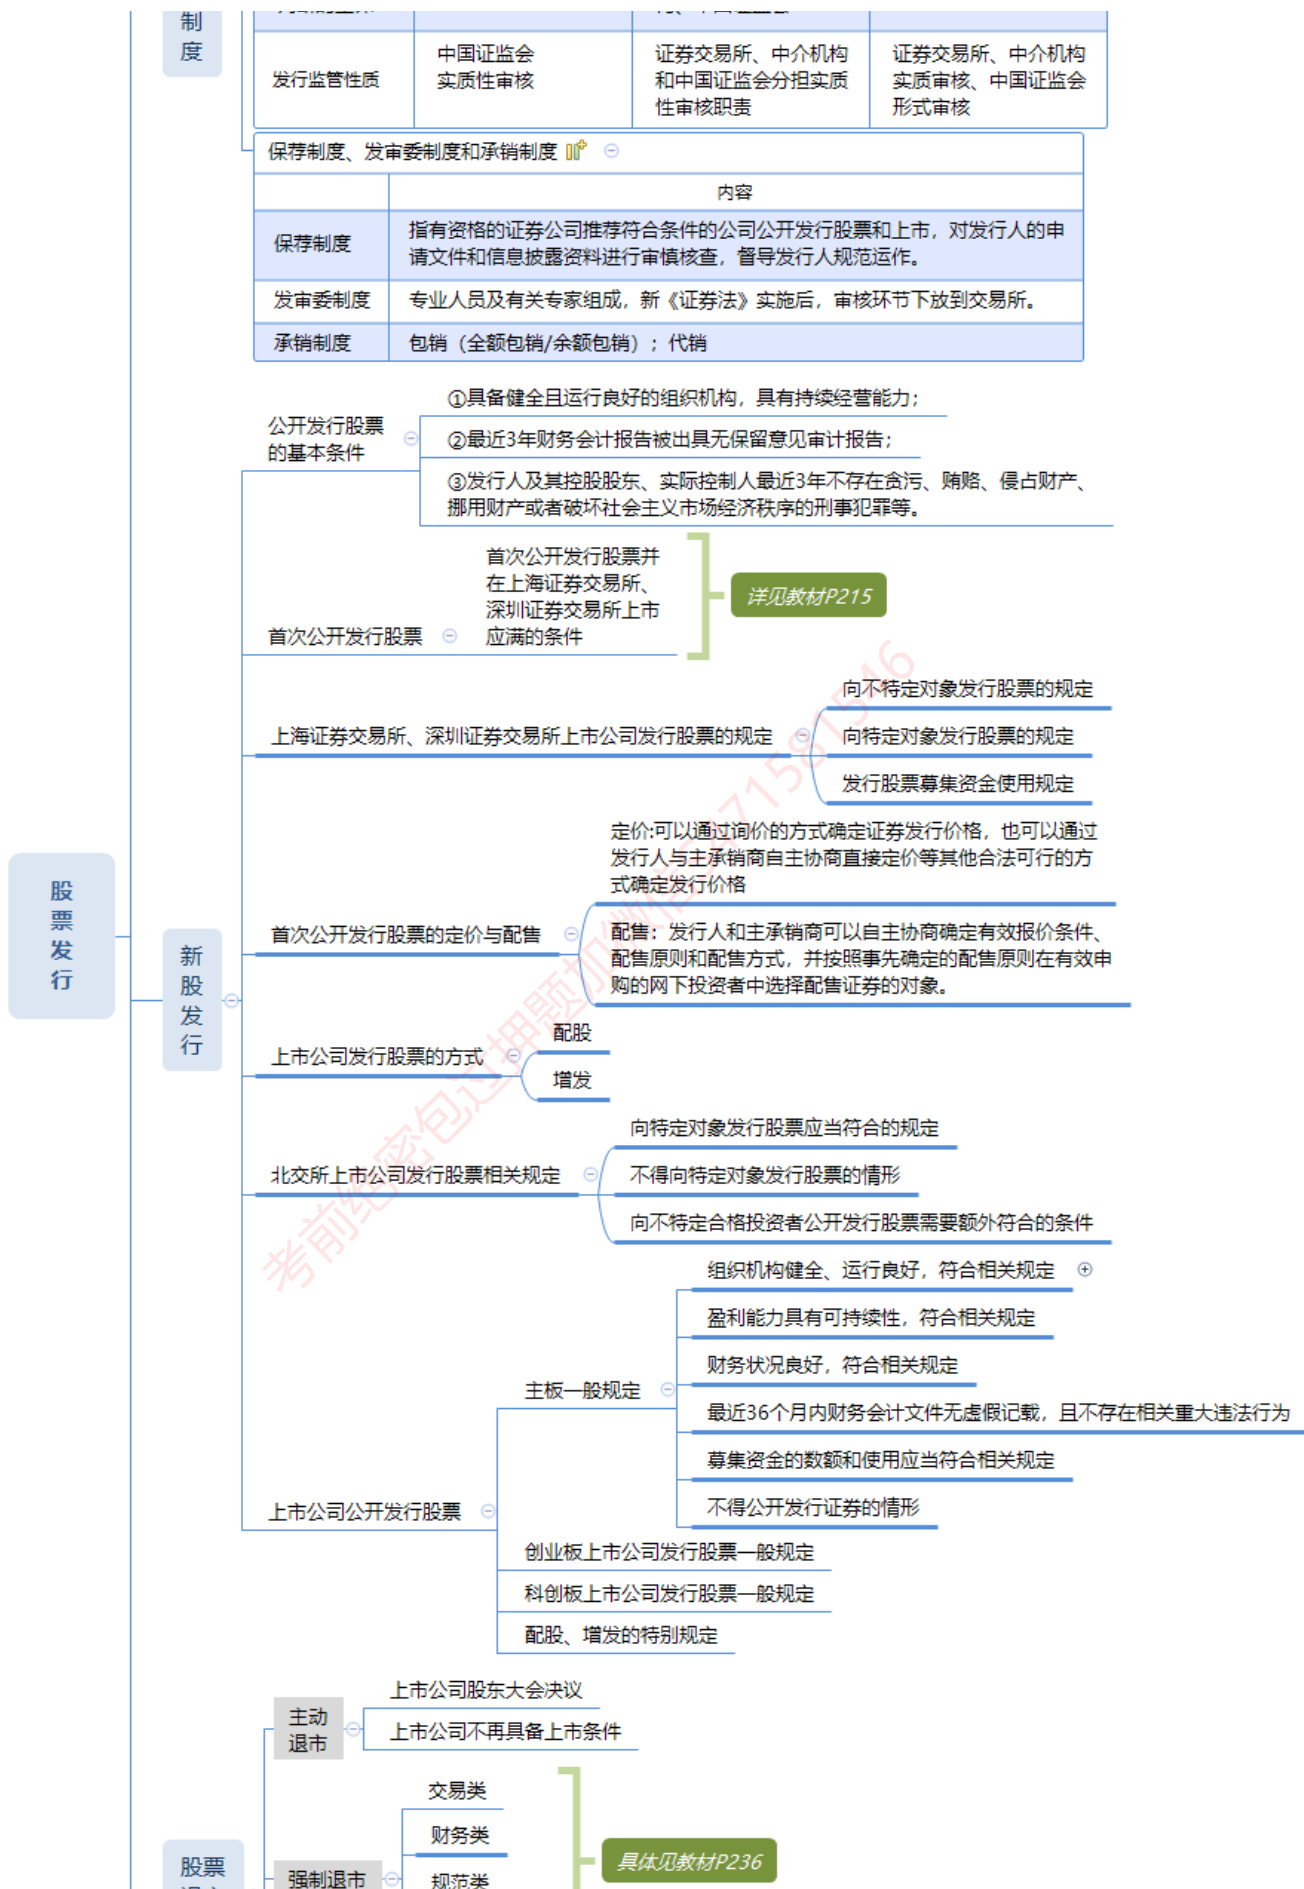 制
度
发行监管性质
中国证监会
实质性审核
证券交易所、中介机构
和中国证监会分担实质
性审核职责
证券交易所、中介机构
实质审核、中国证监会
形式审核
保荐制度、发审委制度和承销制度
内容
保荐制度
指有资格的证券公司推荐符合条件的公司公开发行股票和上市，对发行人的申
请文件和信息披露资料进行审慎核查，督导发行人规范运作。
发审委制度
专业人员及有关专家组成，新《证券法》实施后，审核环节下放到交易所。
承销制度
包销（全额包销/余额包销）；代销
公开发行股票
的基本条件
①具备健全且运行良好的组织机构，具有持续经营能力；
②最近3年财务会计报告被出具无保留意见审计报告；
③发行人及其控股股东、实际控制人最近3年不存在贪污、贿赂、侵占财产、
挪用财产或者破坏社会主义市场经济秩序的刑事犯罪等。
首次公开发行股票
首次公开发行股票并
在上海证券交易所、
深圳证券交易所上市
应满的条件
详见教材P215
上海证券交易所、深圳证券交易所上市公司发行股票的规定
向不特定对象发行股票的规定
向特定对象发行股票的规定
发行股票募集资金使用规定
股
票
发
行
新
股
发
行
首次公开发行股票的定价与配售
定价:可以通过询价的方式确定证券发行价格，也可以通过
发行人与主承销商自主协商直接定价等其他合法可行的方
式确定发行价格
配售：发行人和主承销商可以自主协商确定有效报价条件、
配售原则和配售方式，并按照事先确定的配售原则在有效申
购的网下投资者中选择配售证券的对象。
上市公司发行股票的方式
配股
增发
北交所上市公司发行股票相关规定
向特定对象发行股票应当符合的规定
不得向特定对象发行股票的情形
向不特定合格投资者公开发行股票需要额外符合的条件
上市公司公开发行股票
主板一般规定
组织机构健全、运行良好，符合相关规定
盈利能力具有可持续性，符合相关规定
财务状况良好，符合相关规定
最近36个月内财务会计文件无虚假记载，且不存在相关重大违法行为
募集资金的数额和使用应当符合相关规定
不得公开发行证券的情形
创业板上市公司发行股票一般规定
科创板上市公司发行股票一般规定
配股、增发的特别规定
主动
退市
上市公司股东大会决议
上市公司不再具备上市条件
股票
强制退市
交易类
财务类
规范类
具体见教材P236